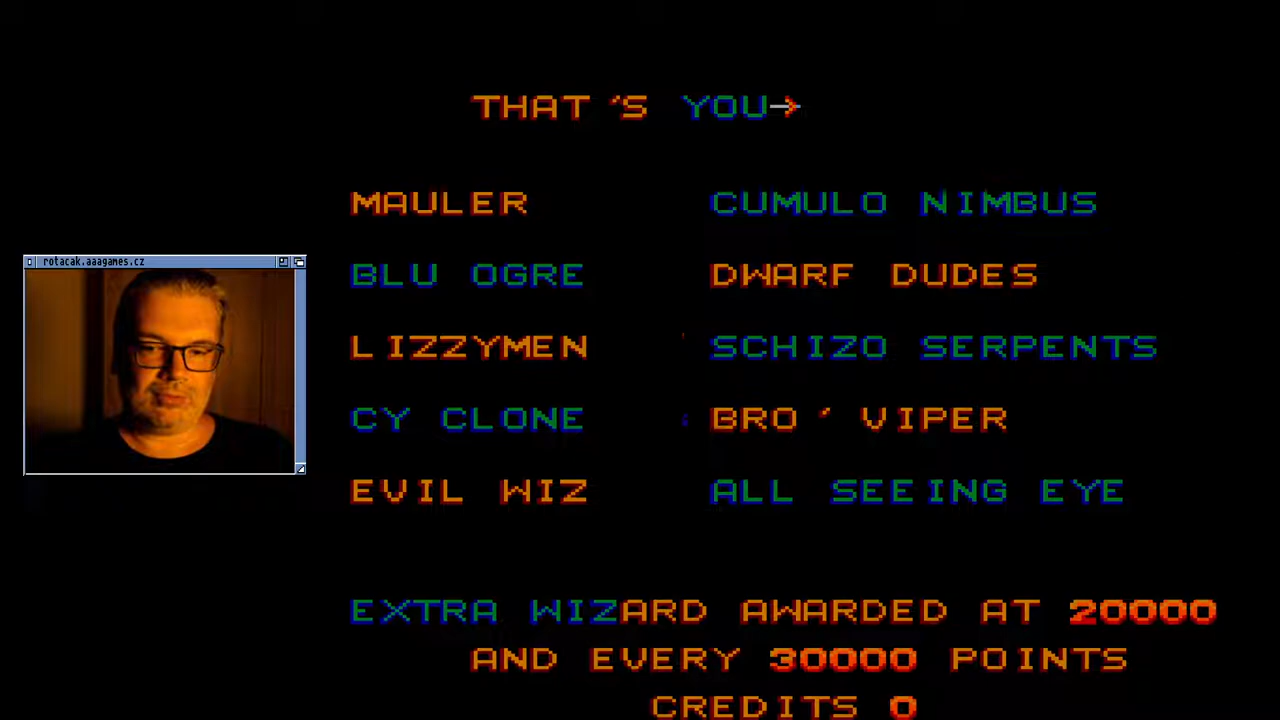 THAT'S YOU→
MAULER CUMULO NIMBUS
rotacak.aaagames.cz
BLU OGRE DWARF DUDES
LIZZYMEN SCHIZO SERPENTS
CY CLONE BRO' VIPER
EVIL WIZ ALL SEEING EYE
EXTRA WIZARD AWARDED AT 20000
AND EVERY 30000 POINTS
CREDITS 0